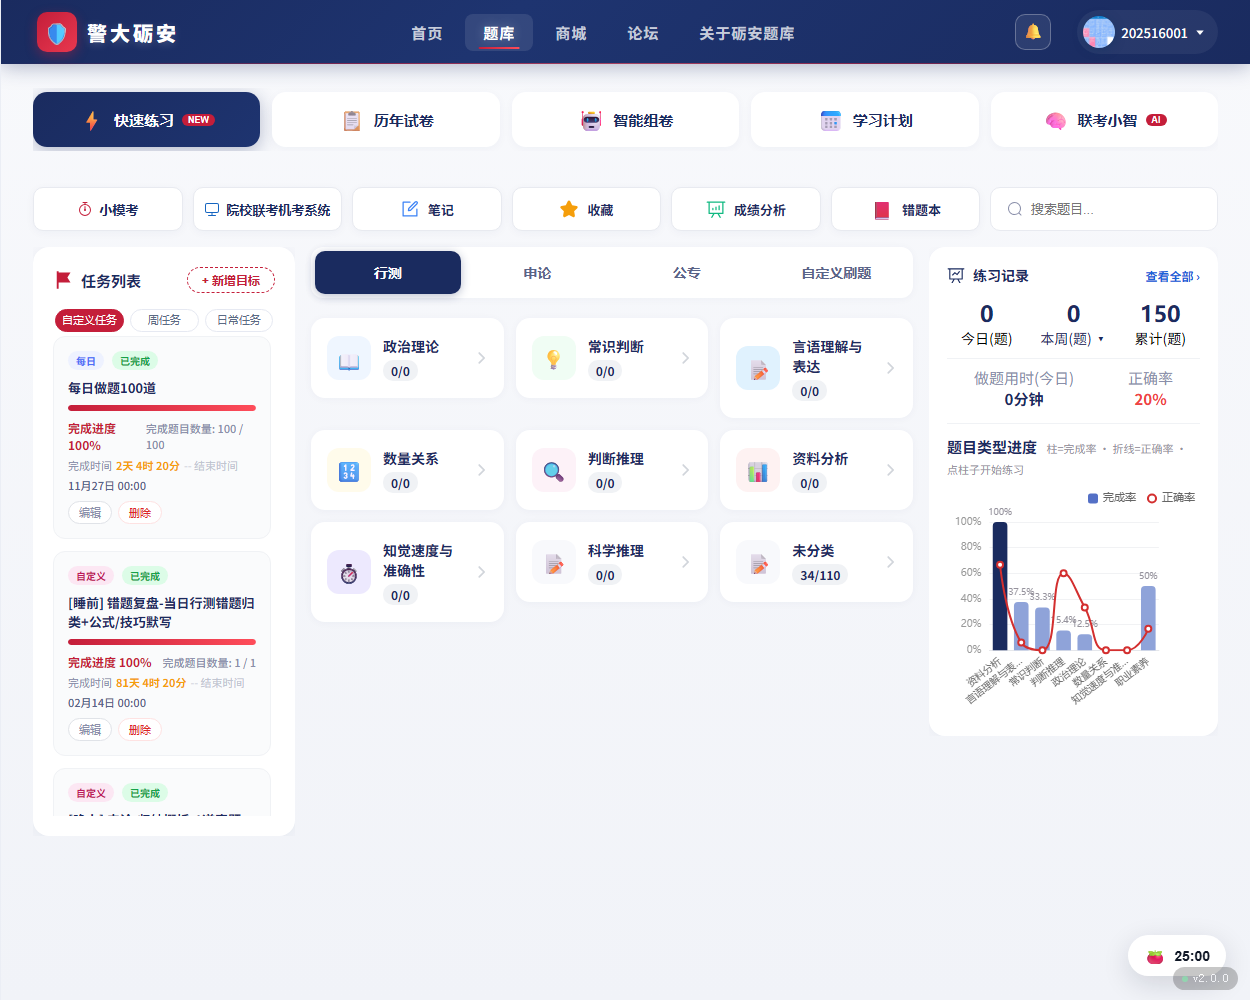 警大砺安
首页
题库
商城
论坛
关于砺安题库
202516001
快速练习 NEW
历年试卷
智能组卷
学习计划
联考小智 AI
小模考
院校联考机考系统
笔记
收藏
成绩分析
错题本
搜索题目...
任务列表
+ 新增目标
自定义任务
周任务
日常任务
每日
已完成
每日做题100道
完成进度
100%
完成题目数量: 100 /
100
完成时间 2天 4时 20分 -- 结束时间
11月27日 00:00
编辑
删除
自定义
已完成
[睡前] 错题复盘-当日行测错题归
类+公式/技巧默写
完成进度 100%
完成题目数量: 1 / 1
完成时间 81天 4时 20分 -- 结束时间
02月14日 00:00
编辑
删除
自定义
已完成
行测
申论
公专
自定义刷题
政治理论
0/0
常识判断
0/0
言语理解与
表达
0/0
数量关系
0/0
判断推理
0/0
资料分析
0/0
知觉速度与
准确性
0/0
科学推理
0/0
未分类
34/110
练习记录
查看全部 ›
0
今日(题)
0
本周(题) ▾
150
累计(题)
做题用时(今日)
0分钟
正确率
20%
题目类型进度 柱=完成率 · 折线=正确率 ·
点柱子开始练习
完成率
正确率
100%
80%
60%
40%
20%
0%
100%
37.5%
33.3%
5.4%
12.5%
50%
资料分析
言语理解与表...
常识判断
判断推理
政治理论
数量关系
知觉速度与准...
职业素养
25:00
v2.0.0